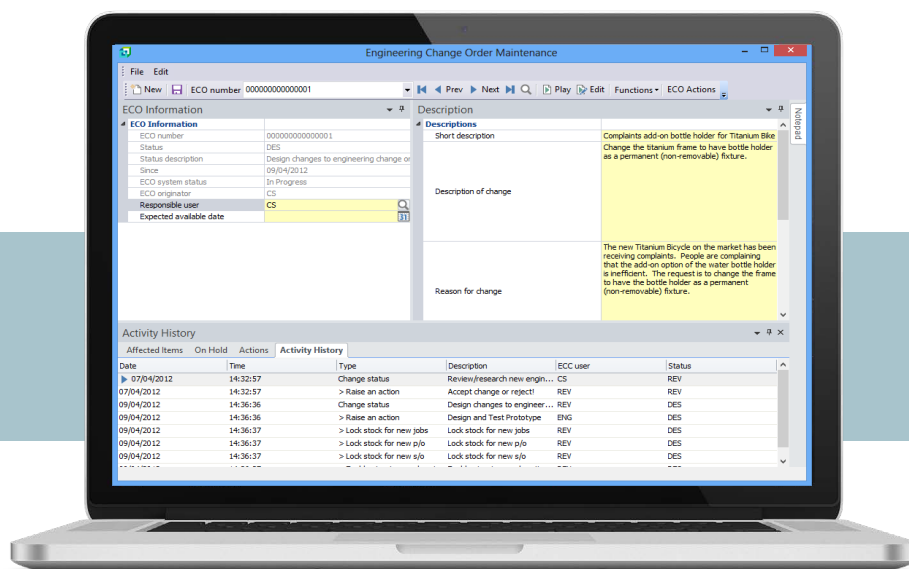 Engineering Change Order Maintenance
File Edit
New ECO number 000000000000001 Prev Next Play Edit Functions ECO Actions
ECO Information
ECO Information
ECO number 000000000000001
Status DES
Status description Design changes to engineering change or
Since 09/04/2012
ECO system status In Progress
ECO originator CS
Responsible user CS
Expected available date 31
Description
Descriptions
Short description Complaints add-on bottle holder for Titanium Bike
Description of change
Change the titanium frame to have bottle holder
as a permanent (non-removable) fixture.
Reason for change
The new Titanium Bicycle on the market has been
receiving complaints. People are complaining
that the add-on option of the water bottle holder
is inefficient. The request is to change the frame
to have the bottle holder as a permanent
(non-removable) fixture.
Notepad
Activity History
Affected Items On Hold Actions Activity History
Date Time Type Description ECC user Status
07/04/2012 14:32:57 Change status Review/research new engin... CS REV
07/04/2012 14:32:57 > Raise an action Accept change or reject! REV REV
09/04/2012 14:36:36 Change status Design changes to engineer... REV DES
09/04/2012 14:36:36 > Raise an action Design and Test Prototype ENG DES
09/04/2012 14:36:37 > Lock stock for new jobs Lock stock for new jobs REV DES
09/04/2012 14:36:37 > Lock stock for new p/o Lock stock for new p/o REV DES
09/04/2012 14:36:37 > Lock stock for new s/o Lock stock for new s/o REV DES